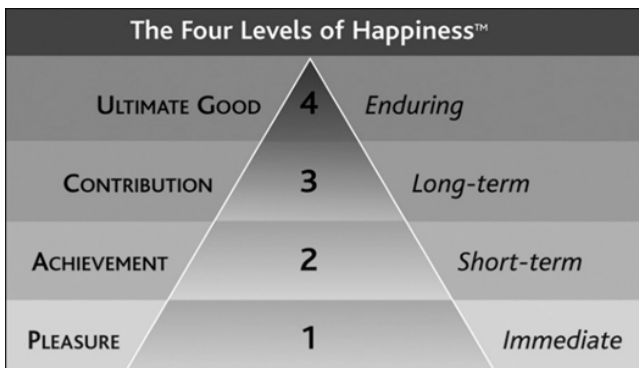 The Four Levels of Happiness™
ULTIMATE GOOD 4 Enduring
CONTRIBUTION 3 Long-term
ACHIEVEMENT 2 Short-term
PLEASURE 1 Immediate